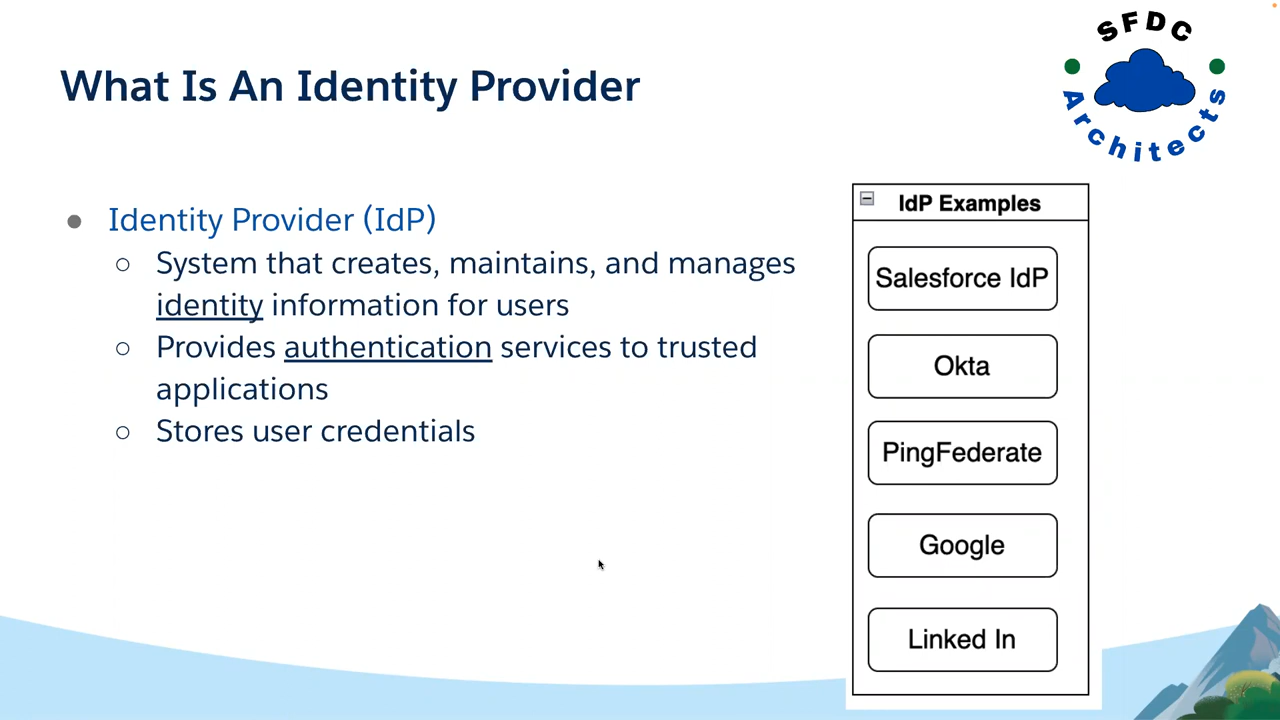 SFDC
Architects
What Is An Identity Provider
● Identity Provider (IdP)
○ System that creates, maintains, and manages
identity information for users
○ Provides authentication services to trusted
applications
○ Stores user credentials
IdP Examples
Salesforce IdP
Okta
PingFederate
Google
Linked In